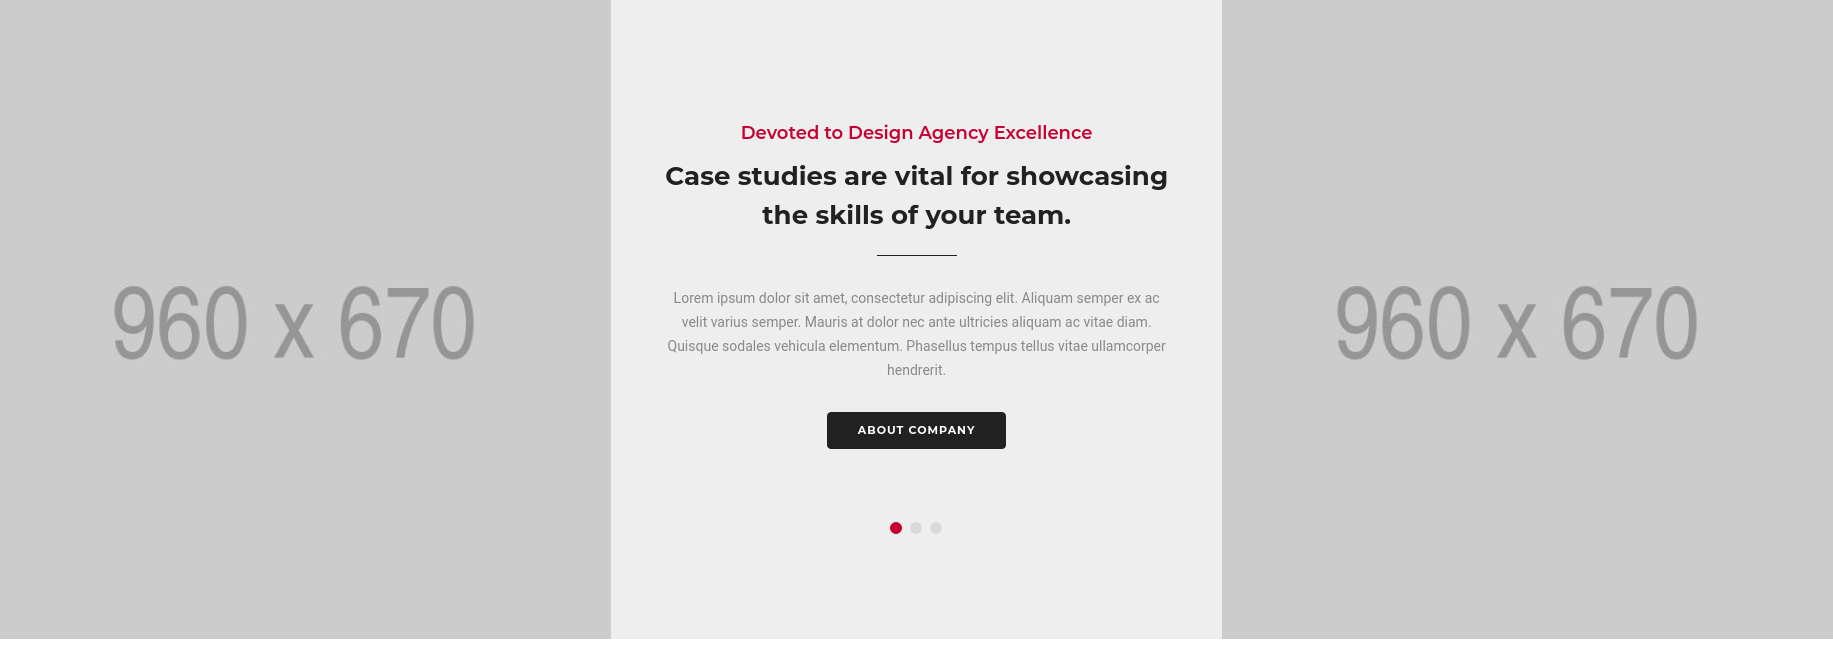 960 x 670
Devoted to Design Agency Excellence
Case studies are vital for showcasing
the skills of your team.
Lorem ipsum dolor sit amet, consectetur adipiscing elit. Aliquam semper ex ac
velit varius semper. Mauris at dolor nec ante ultricies aliquam ac vitae diam.
Quisque sodales vehicula elementum. Phasellus tempus tellus vitae ullamcorper
hendrerit.
ABOUT COMPANY
960 x 670